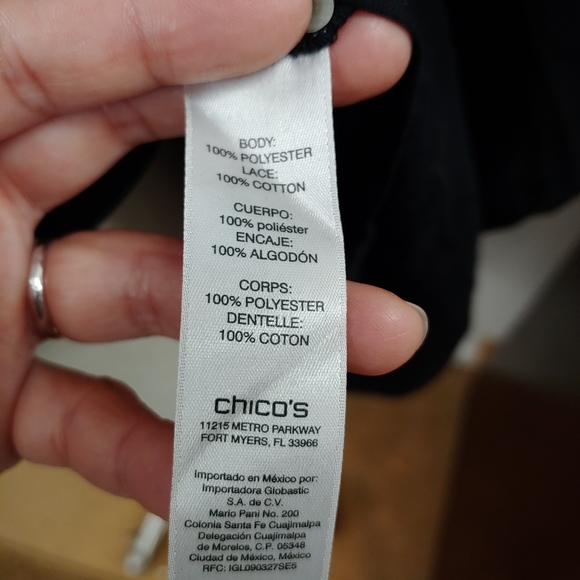 BODY:
100% POLYESTER
LACE:
100% COTTON
CUERPO:
100% poliéster
ENCAJE:
100% ALGODÓN
CORPS:
100% POLYESTER
DENTELLE:
100% COTON
chico's
11215 METRO PARKWAY
FORT MYERS, FL 33966
Importado en México por:
Importadora Globastic
S.A. de C.V.
Mario Pani No. 200
Colonia Santa Fe Cuajimalpa
Delegación Cuajimalpa
de Morelos, C.P. 05348
Ciudad de México, México
RFC: IGL090327SE5